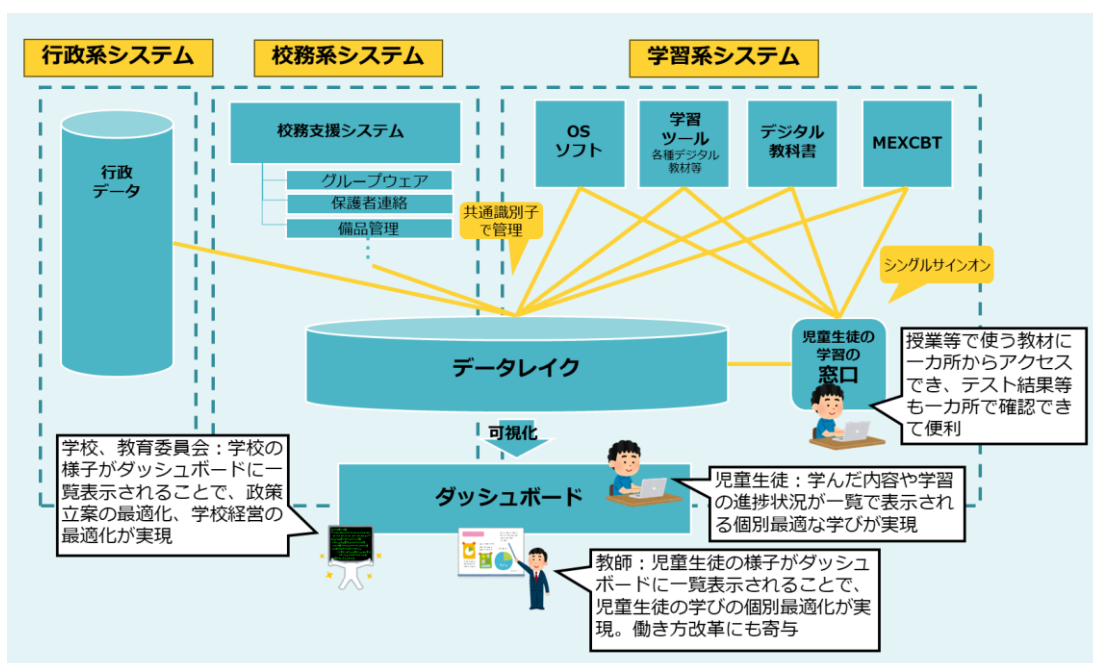 行政系システム
校務系システム
学習系システム
行政
データ
校務支援システム
グループウェア
保護者連絡
備品管理
共通識別子
で管理
OS
ソフト
学習
ツール
各種デジタル
教材等
デジタル
教科書
MEXCBT
シングルサインオン
データレイク
児童生徒の
学習の
窓口
授業等で使う教材に
一カ所からアクセス
でき、テスト結果等
も一カ所で確認でき
て便利
可視化
ダッシュボード
学校、教育委員会：学校の
様子がダッシュボードに一
覧表示されることで、政策
立案の最適化、学校経営の
最適化が実現
児童生徒：学んだ内容や学習
の進捗状況が一覧で表示され
る個別最適な学びが実現
教師：児童生徒の様子がダッシュ
ボードに一覧表示されることで、
児童生徒の学びの個別最適化が実
現。働き方改革にも寄与